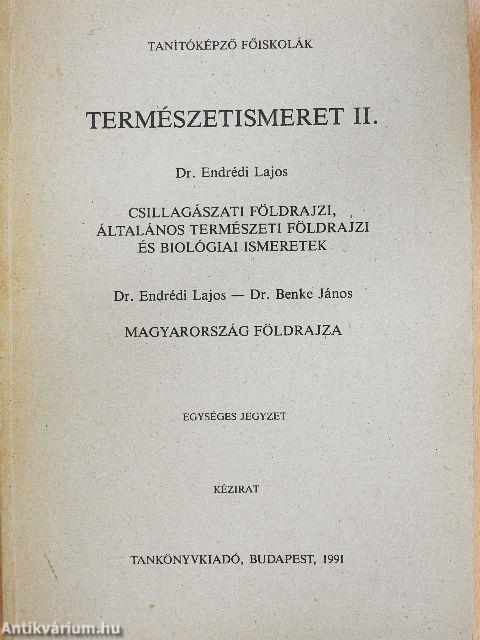 TANÍTÓKÉPZŐ FŐISKOLÁK
TERMÉSZETISMERET II.
Dr. Endrédi Lajos
CSILLAGÁSZATI FÖLDRAJZI,
ÁLTALÁNOS TERMÉSZETI FÖLDRAJZI
ÉS BIOLÓGIAI ISMERETEK
Dr. Endrédi Lajos — Dr. Benke János
MAGYARORSZÁG FÖLDRAJZA
EGYSÉGES JEGYZET
KÉZIRAT
TANKÖNYVKIADÓ, BUDAPEST, 1991
Antikvárium.hu